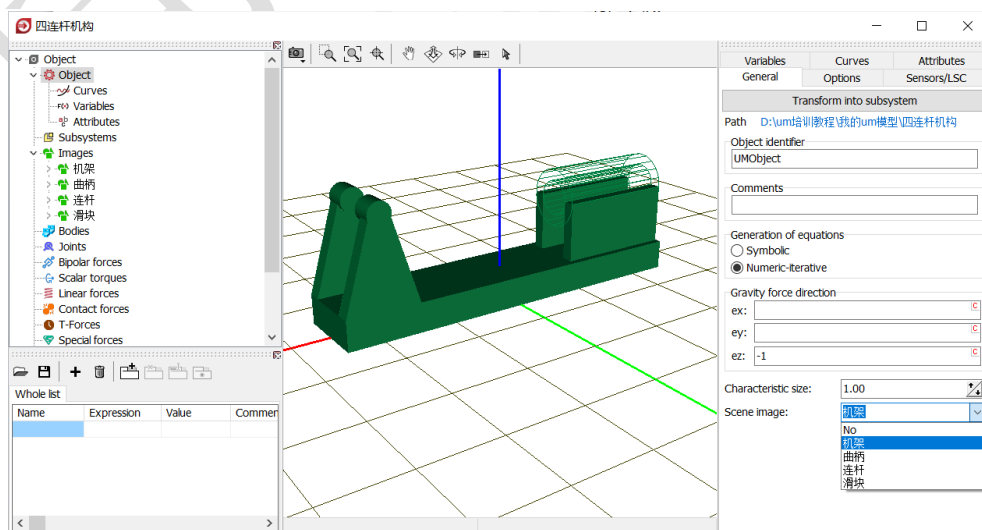 四连杆机构
Object
Object
Curves
F(x) Variables
Attributes
Subsystems
Images
机架
曲柄
连杆
滑块
Bodies
Joints
Bipolar forces
Scalar torques
Linear forces
Contact forces
T-Forces
Special forces
Whole list
Name Expression Value Commen
Variables Curves Attributes
General Options Sensors/LSC
Transform into subsystem
Path D:\um培训教程\我的um模型\四连杆机构
Object identifier
UMObject
Comments
Generation of equations
Symbolic
Numeric-iterative
Gravity force direction
ex: C
ey: C
ez: -1 C
Characteristic size: 1.00
Scene image: 机架
No
机架
曲柄
连杆
滑块